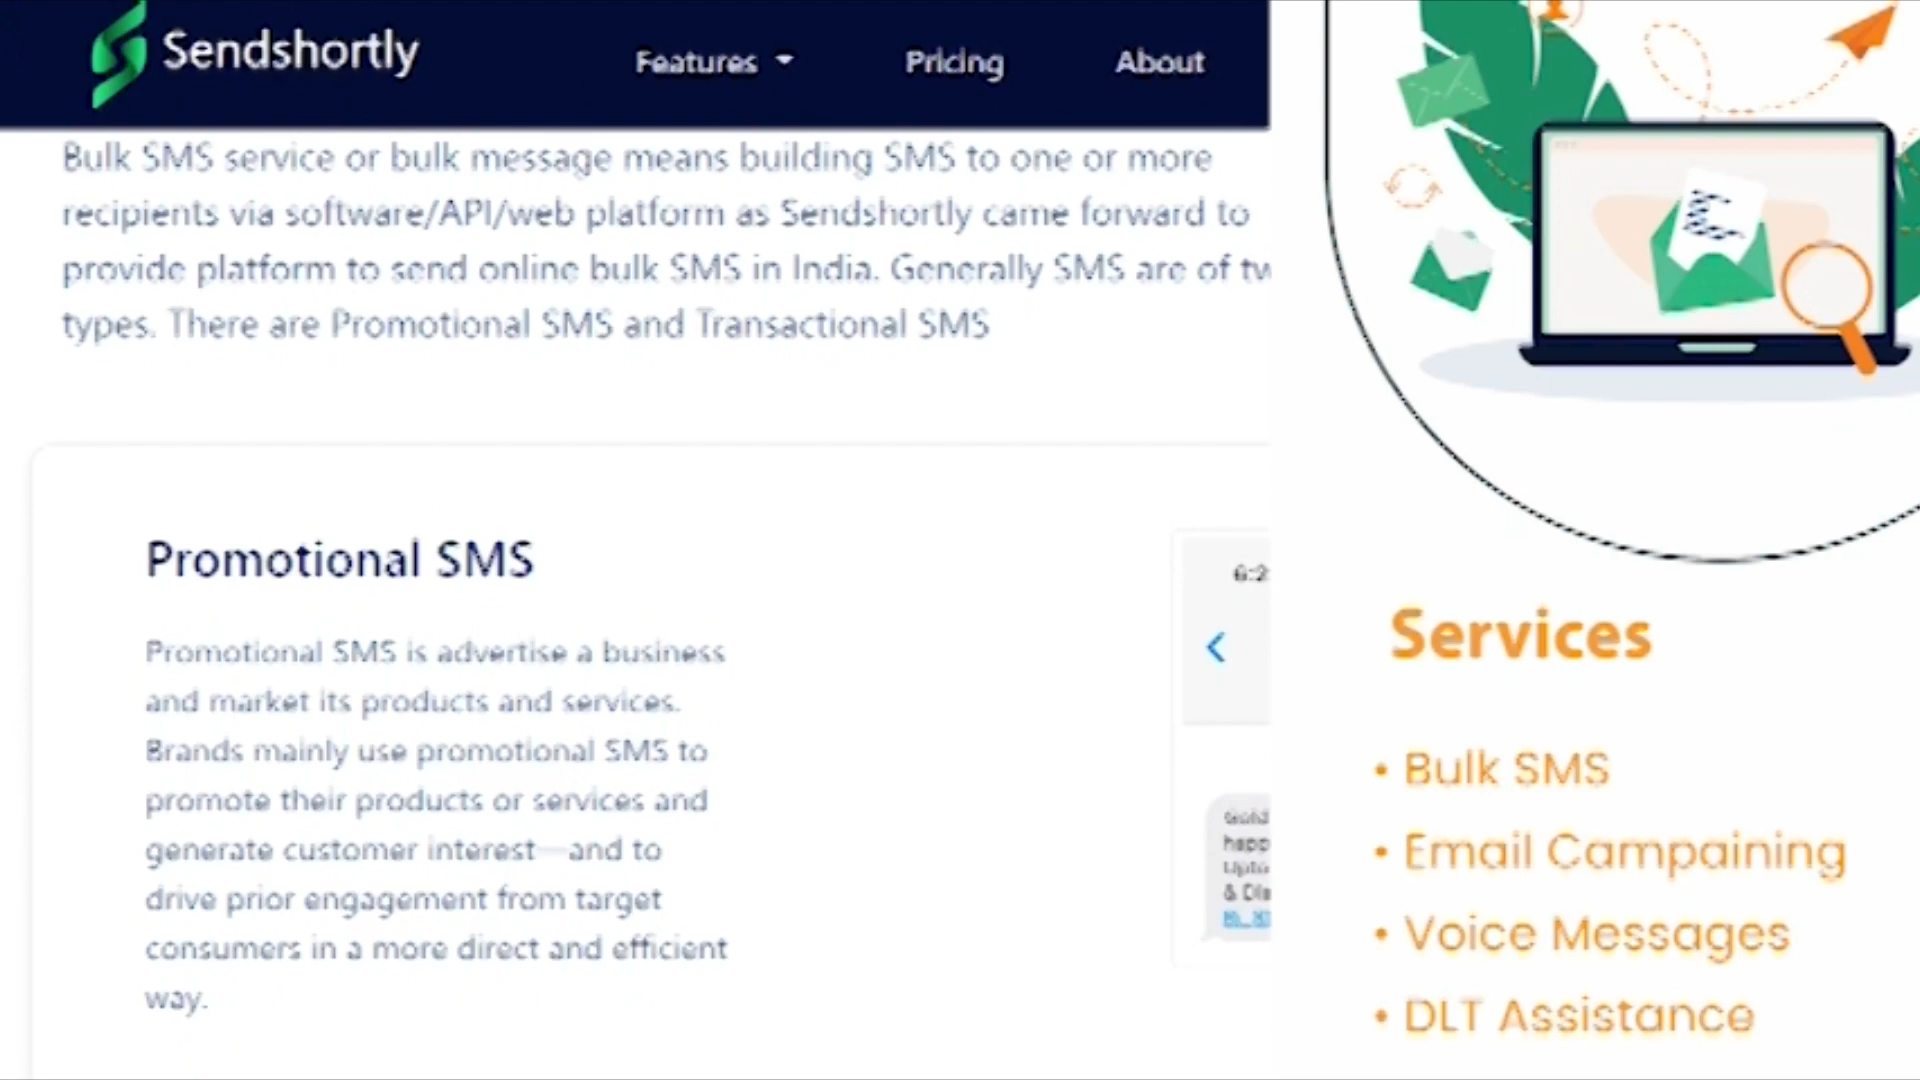 Sendshortly
Features
Pricing
About
Bulk SMS service or bulk message means building SMS to one or more
recipients via software/API/web platform as Sendshortly came forward to
provide platform to send online bulk SMS in India. Generally SMS are of
types. There are Promotional SMS and Transactional SMS
Promotional SMS
Promotional SMS is advertise a business
and market its products and services.
Brands mainly use promotional SMS to
promote their products or services and
generate customer interest—and to
drive prior engagement from target
consumers in a more direct and efficient
way.
6:2
Gold
happ
Upto
Services
• Bulk SMS
• Email Campaining
• Voice Messages
• DLT Assistance